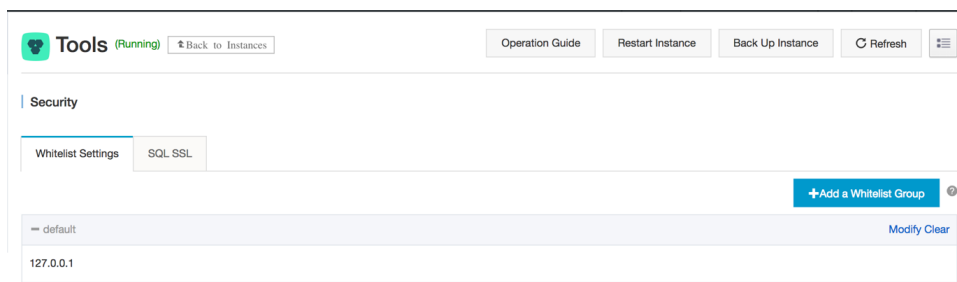 Tools (Running) Back to Instances Operation Guide Restart Instance Back Up Instance Refresh
Security
Whitelist Settings SQL SSL
+Add a Whitelist Group ?
default Modify Clear
127.0.0.1